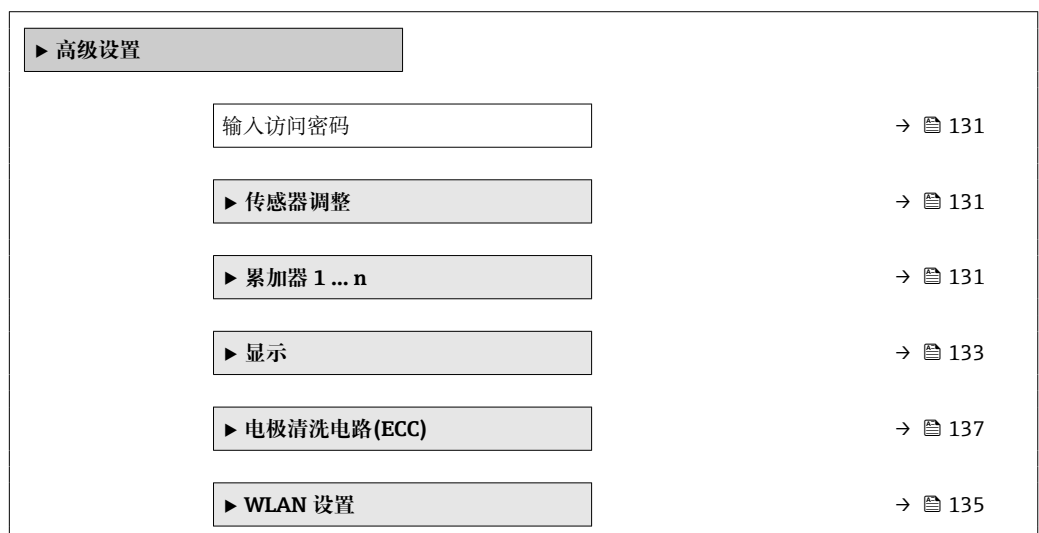 ▶ 高级设置
输入访问密码 → 131
▶ 传感器调整 → 131
▶ 累加器 1 … n → 131
▶ 显示 → 133
▶ 电极清洗电路(ECC) → 137
▶ WLAN 设置 → 135